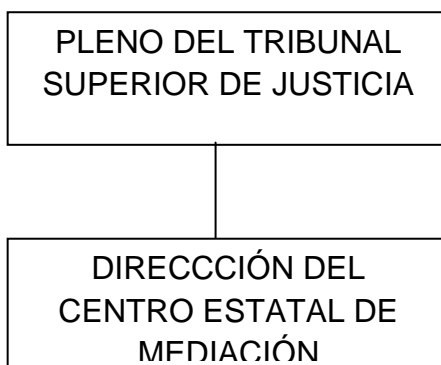 PLENO DEL TRIBUNAL
SUPERIOR DE JUSTICIA
DIRECCCIÓN DEL
CENTRO ESTATAL DE
MEDIACIÓN